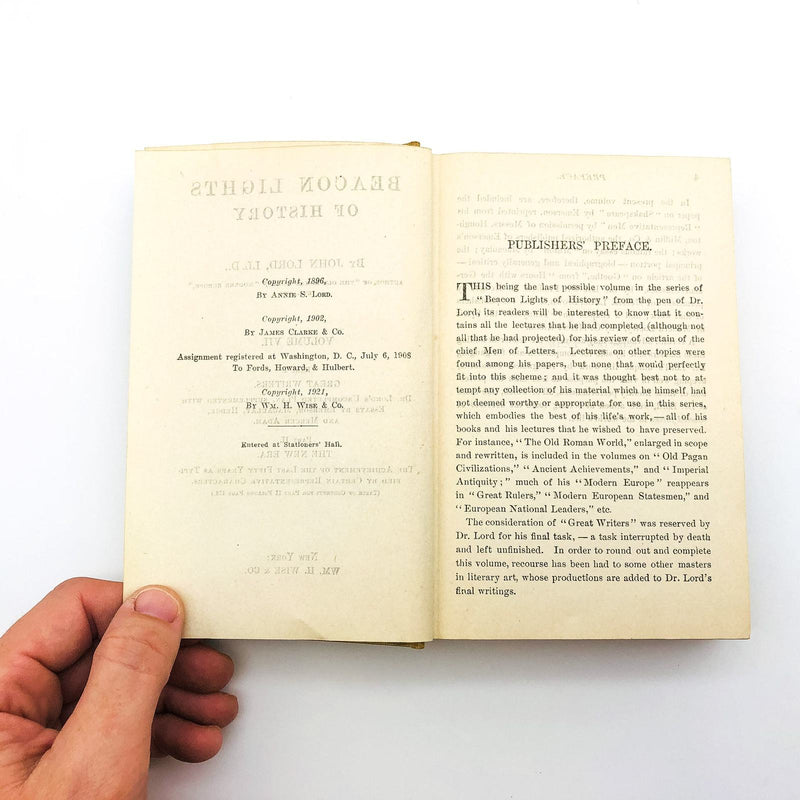 Copyright, 1896,
BY ANNIE S. LORD.
Copyright, 1902,
BY JAMES CLARKE & CO.
Assignment registered at Washington, D. C., July 6, 1908
To FORDS, HOWARD, & HULBERT.
Copyright, 1921,
BY WM. H. WISE & CO.
Entered at Stationers' Hall.
PUBLISHERS' PREFACE.
THIS being the last possible volume in the series of
"Beacon Lights of History" from the pen of Dr.
Lord, its readers will be interested to know that it con-
tains all the lectures that he had completed (although not
all that he had projected) for his review of certain of the
chief Men of Letters. Lectures on other topics were
found among his papers, but none that would perfectly
fit into this scheme; and it was thought best not to at-
tempt any collection of his material which he himself had
not deemed worthy or appropriate for use in this series,
which embodies the best of his life's work,—all of his
books and his lectures that he wished to have preserved.
For instance, "The Old Roman World," enlarged in scope
and rewritten, is included in the volumes on "Old Pagan
Civilizations," "Ancient Achievements," and "Imperial
Antiquity;" much of his "Modern Europe" reappears
in "Great Rulers," "Modern European Statesmen," and
"European National Leaders," etc.
The consideration of "Great Writers" was reserved by
Dr. Lord for his final task,—a task interrupted by death
and left unfinished. In order to round out and complete
this volume, recourse has been had to some other masters
in literary art, whose productions are added to Dr. Lord's
final writings.